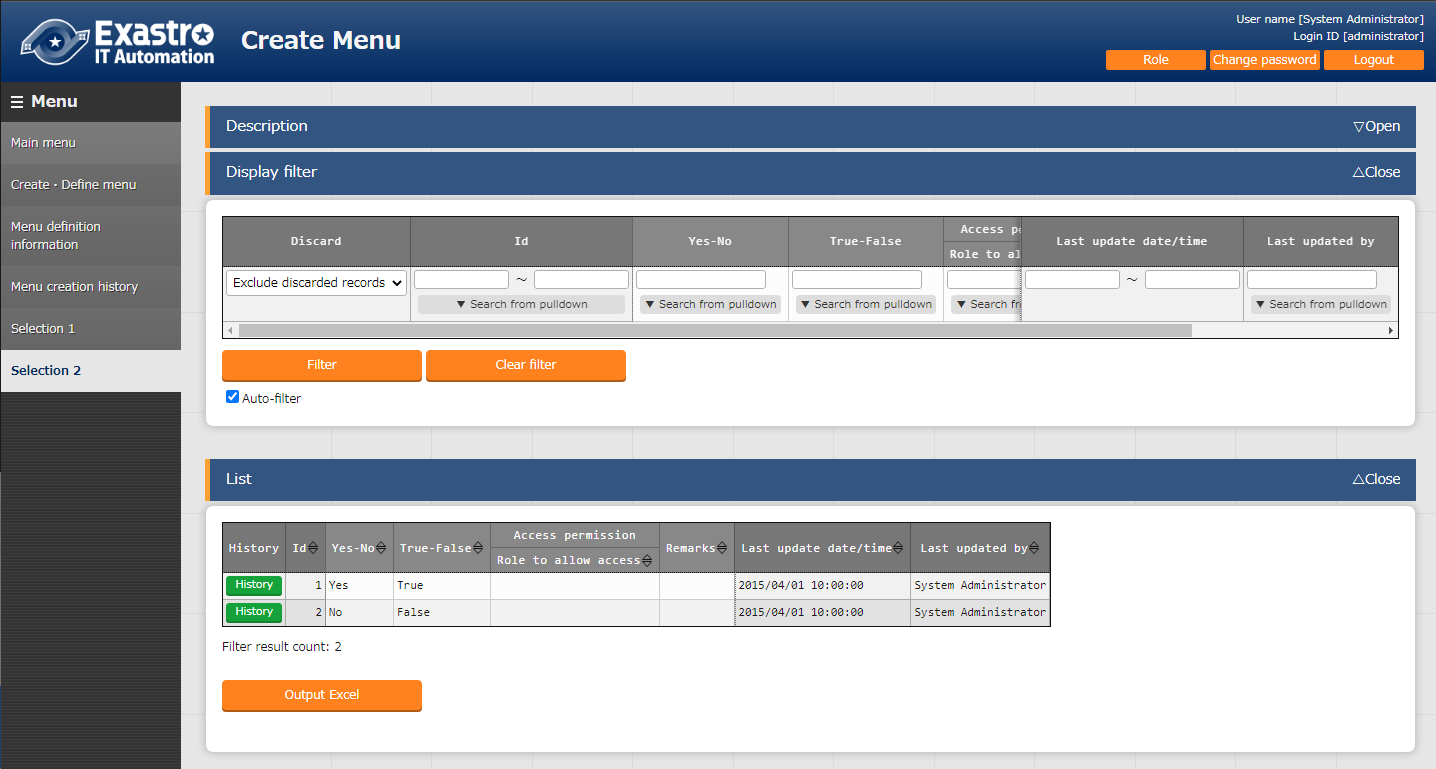 Exastro
IT Automation
Create Menu
User name [System Administrator]
Login ID [administrator]
Role
Change password
Logout
☰ Menu
Main menu
Create・Define menu
Menu definition
information
Menu creation history
Selection 1
Selection 2
Description
▽Open
Display filter
△Close
Discard
Id
Yes-No
True-False
Access pe
Role to al
Last update date/time
Last updated by
Exclude discarded records
~
~
▼ Search from pulldown
▼ Search from pulldown
▼ Search from pulldown
▼ Search fr
▼ Search from pulldown
Filter
Clear filter
Auto-filter
List
△Close
History
Id
Yes-No
True-False
Access permission
Role to allow access
Remarks
Last update date/time
Last updated by
History 1 Yes True 2015/04/01 10:00:00 System Administrator
History 2 No False 2015/04/01 10:00:00 System Administrator
Filter result count: 2
Output Excel